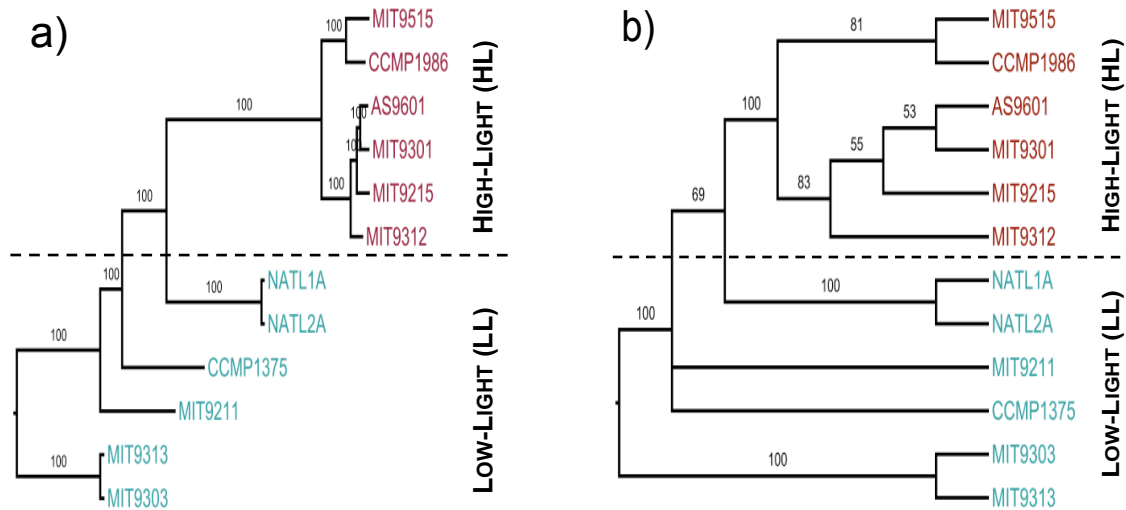 a)
100
MIT9515
CCMP1986
100
100
AS9601
MIT9301
100
MIT9215
MIT9312
100
HIGH-LIGHT (HL)
100
100
NATL1A
NATL2A
100
CCMP1375
MIT9211
100
MIT9313
MIT9303
LOW-LIGHT (LL)
b)
81
MIT9515
CCMP1986
100
53
AS9601
MIT9301
55
MIT9215
83
MIT9312
69
HIGH-LIGHT (HL)
100
NATL1A
NATL2A
100
MIT9211
CCMP1375
100
MIT9303
MIT9313
LOW-LIGHT (LL)